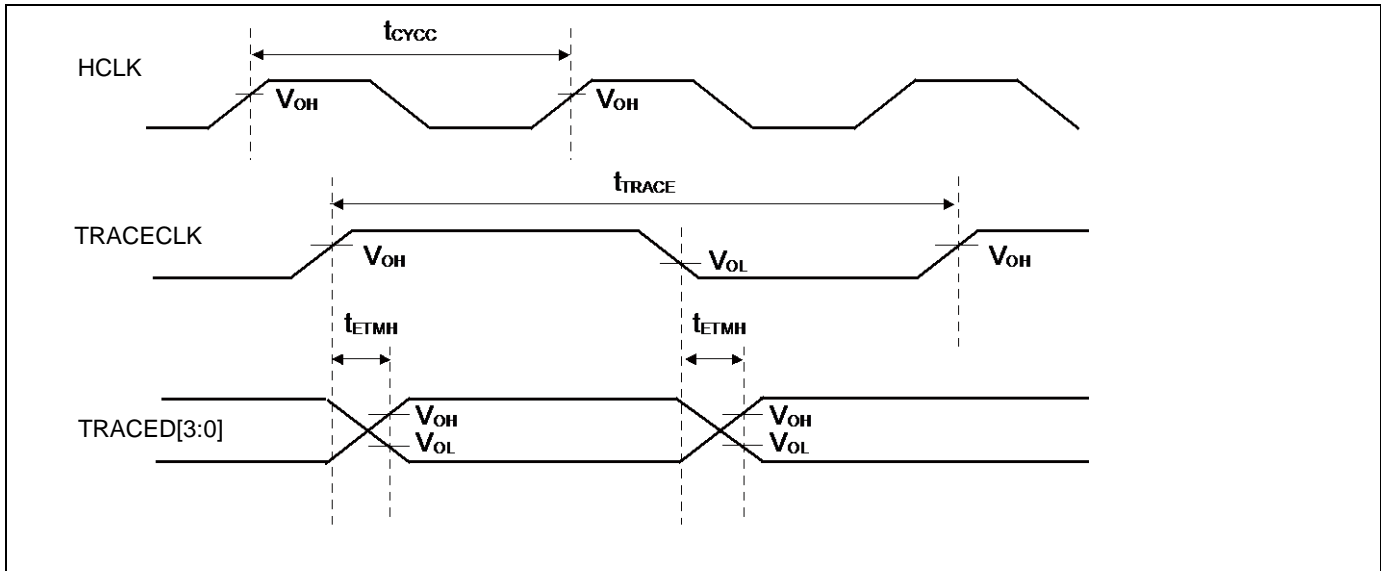 tCYCC
HCLK
VOH VOH
tTRACE
TRACECLK
VOH VOL VOH
tETMH tETMH
TRACED[3:0]
VOH VOH
VOL VOL